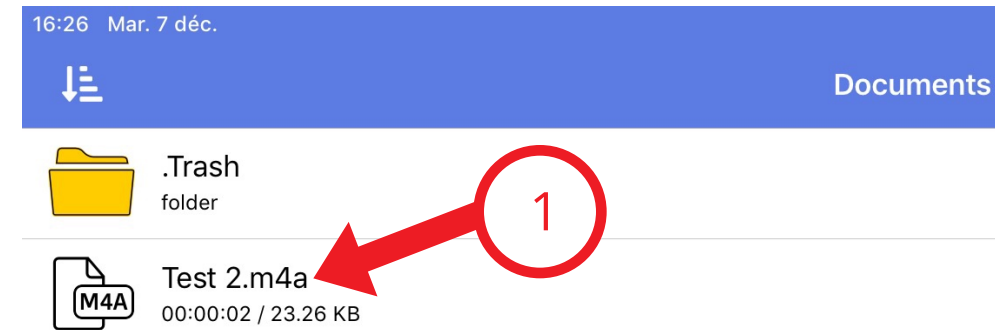 16:26 Mar. 7 déc.
Documents
.Trash
folder
1
Test 2.m4a
M4A
00:00:02 / 23.26 KB